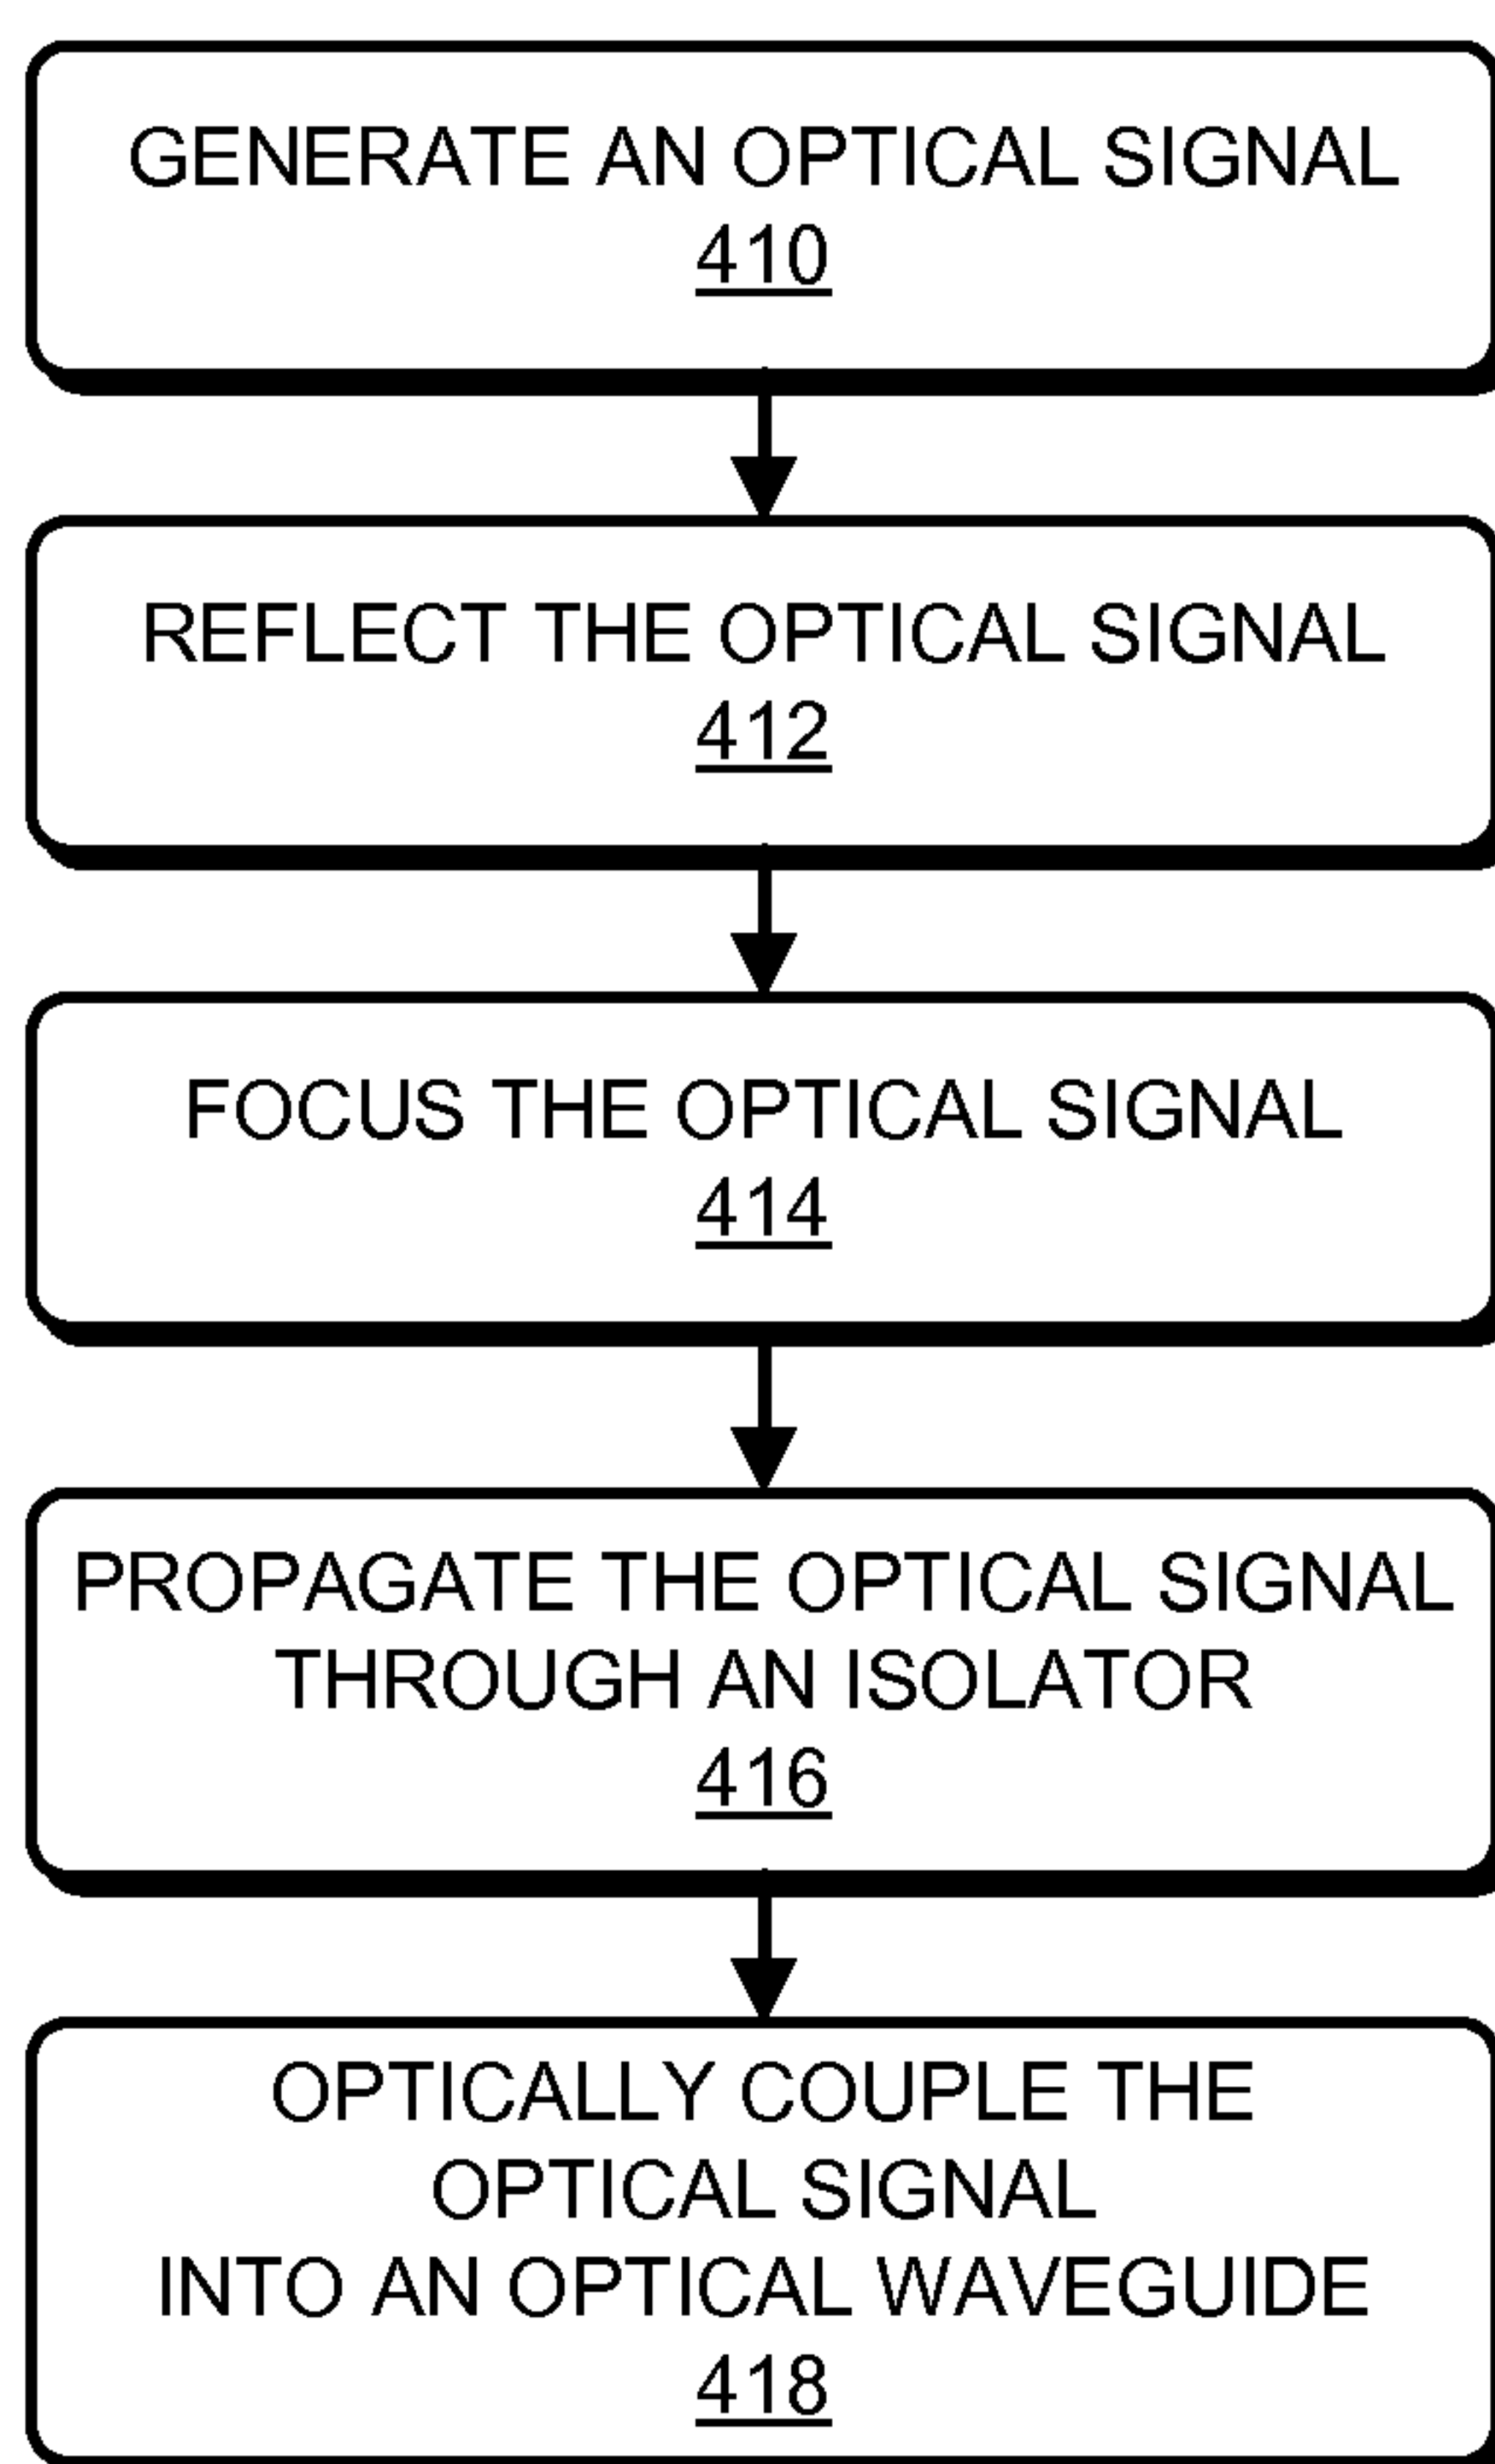 GENERATE AN OPTICAL SIGNAL
410
REFLECT THE OPTICAL SIGNAL
412
FOCUS THE OPTICAL SIGNAL
414
PROPAGATE THE OPTICAL SIGNAL
THROUGH AN ISOLATOR
416
OPTICALLY COUPLE THE
OPTICAL SIGNAL
INTO AN OPTICAL WAVEGUIDE
418